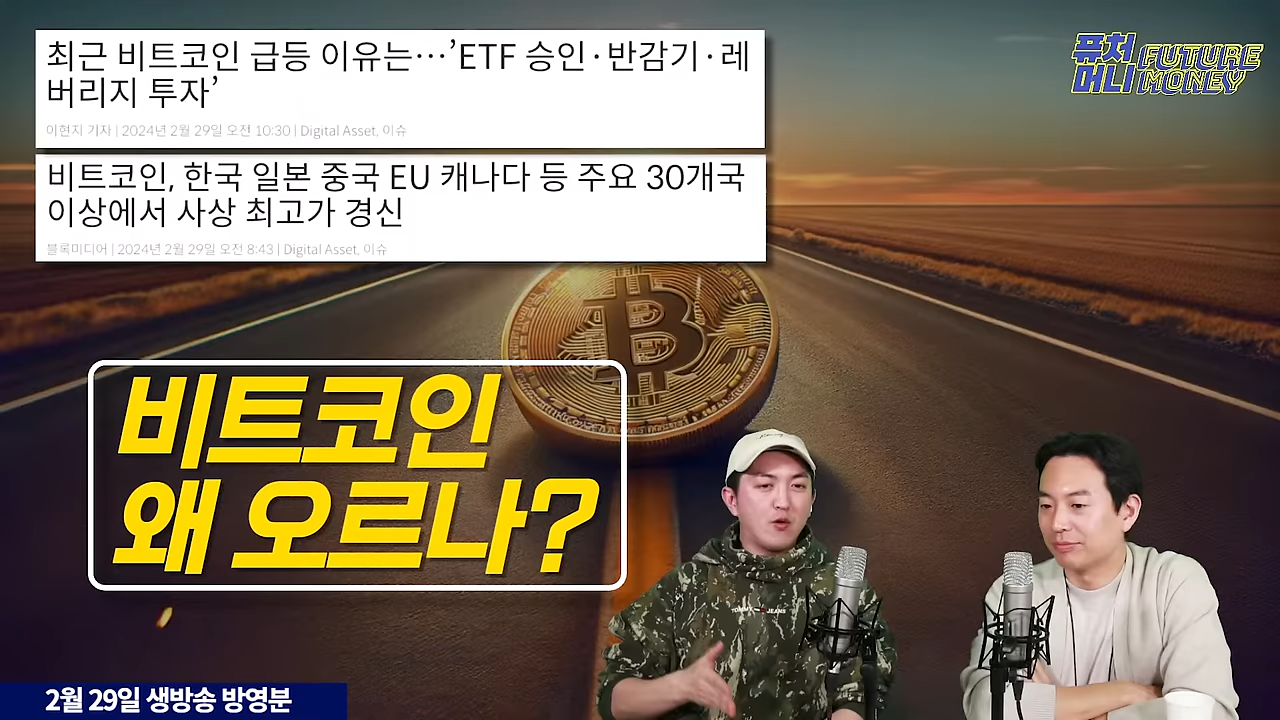 최근 비트코인 급등 이유는…’ETF 승인·반감기·레
버리지 투자’
이현지 기자 | 2024년 2월 29일 오전 10:30 | Digital Asset, 이슈
비트코인, 한국 일본 중국 EU 캐나다 등 주요 30개국
이상에서 사상 최고가 경신
블록미디어 | 2024년 2월 29일 오전 8:43 | Digital Asset, 이슈
퓨처 FUTURE
머니 MONEY
비트코인
왜 오르나?
TOMMY JEANS
2월 29일 생방송 방영분